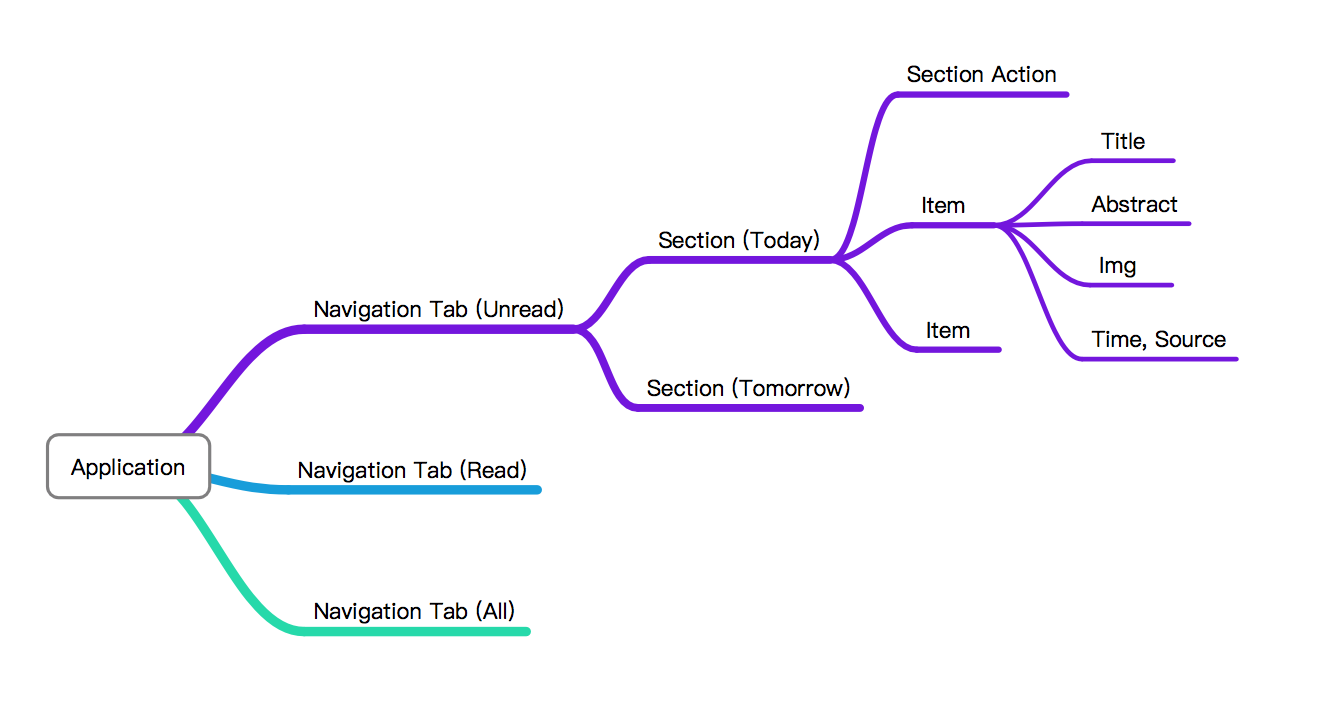 Section Action
Title
Item
Abstract
Section (Today)
Img
Navigation Tab (Unread)
Item
Time, Source
Section (Tomorrow)
Application
Navigation Tab (Read)
Navigation Tab (All)